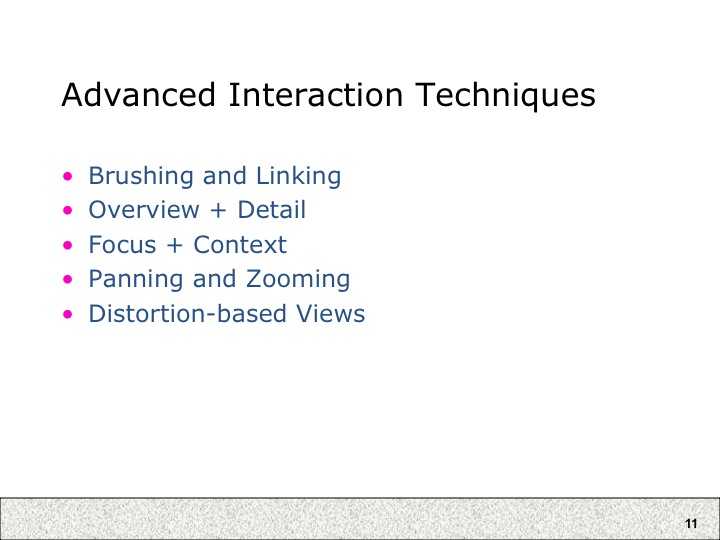 Advanced Interaction Techniques
• Brushing and Linking
• Overview + Detail
• Focus + Context
• Panning and Zooming
• Distortion-based Views
11